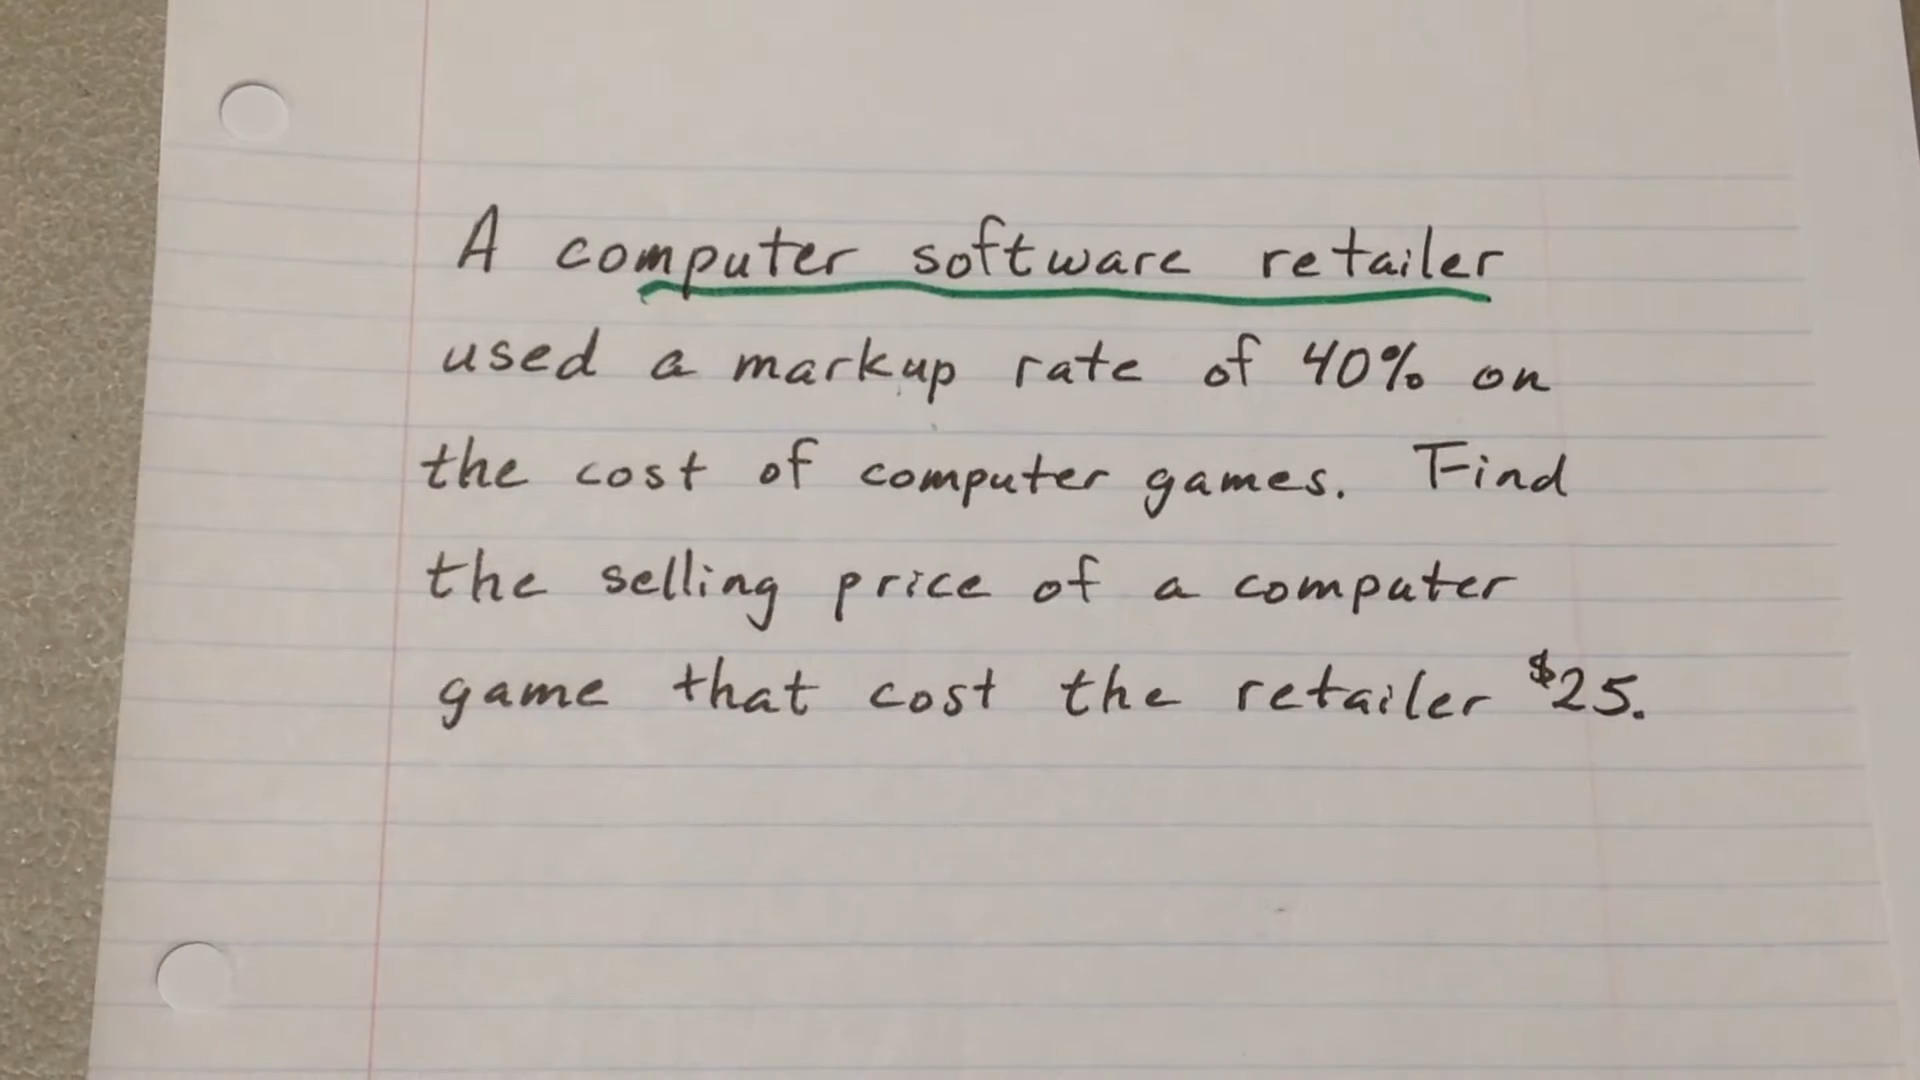 A computer software retailer
used a markup rate of 40% on
the cost of computer games. Find
the selling price of a computer
game that cost the retailer $25.